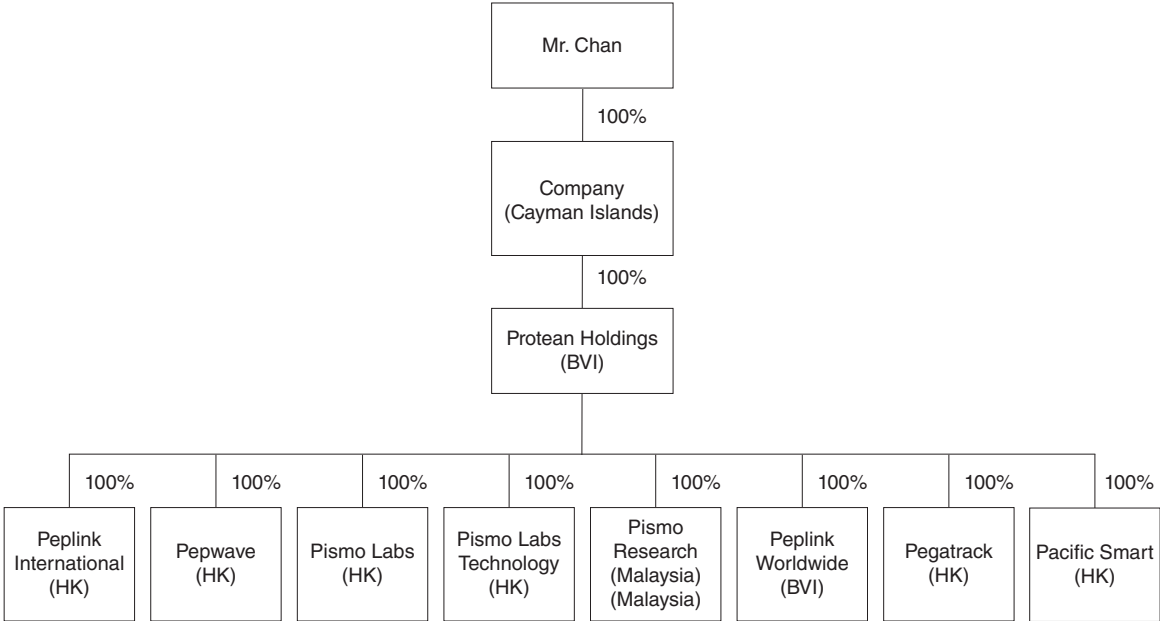 Mr. Chan
100%
Company
(Cayman Islands)
100%
Protean Holdings
(BVI)
100%
100%
100%
100%
100%
100%
100%
100%
Peplink
International
(HK)
Pepwave
(HK)
Pismo Labs
(HK)
Pismo Labs
Technology
(HK)
Pismo
Research
(Malaysia)
(Malaysia)
Peplink
Worldwide
(BVI)
Pegatrack
(HK)
Pacific Smart
(HK)